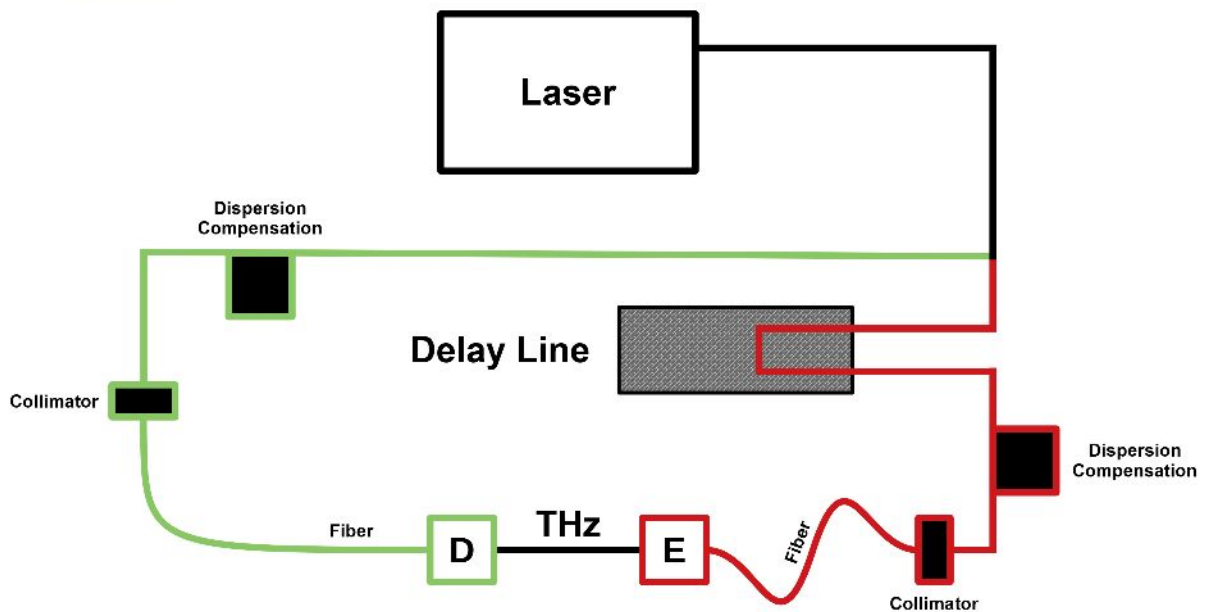 Laser
Dispersion
Compensation
Delay Line
Collimator
Dispersion
Compensation
Fiber
D
THz
E
Fiber
Collimator